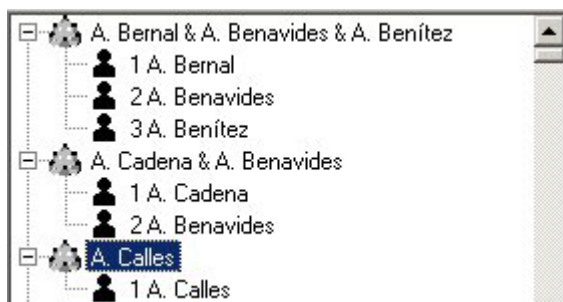 A. Bernal & A. Benavides & A. Benítez
1 A. Bernal
2 A. Benavides
3 A. Benítez
A. Cadena & A. Benavides
1 A. Cadena
2 A. Benavides
A. Calles
1 A. Calles